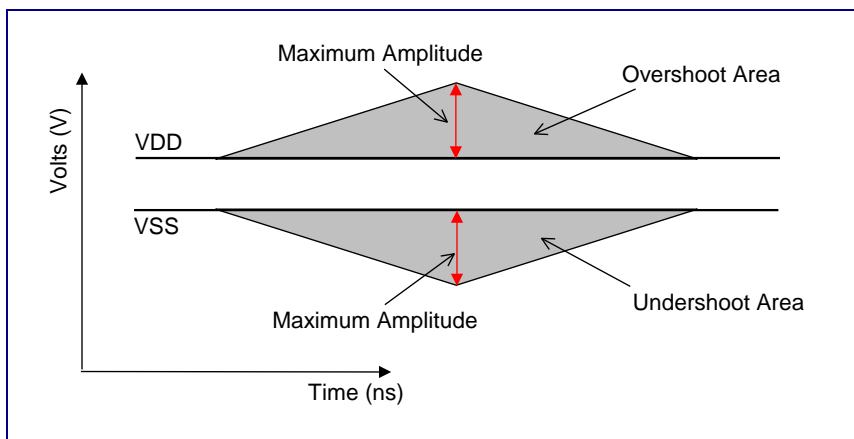 Maximum Amplitude
Overshoot Area
Volts (V)
VDD
VSS
Maximum Amplitude
Undershoot Area
Time (ns)